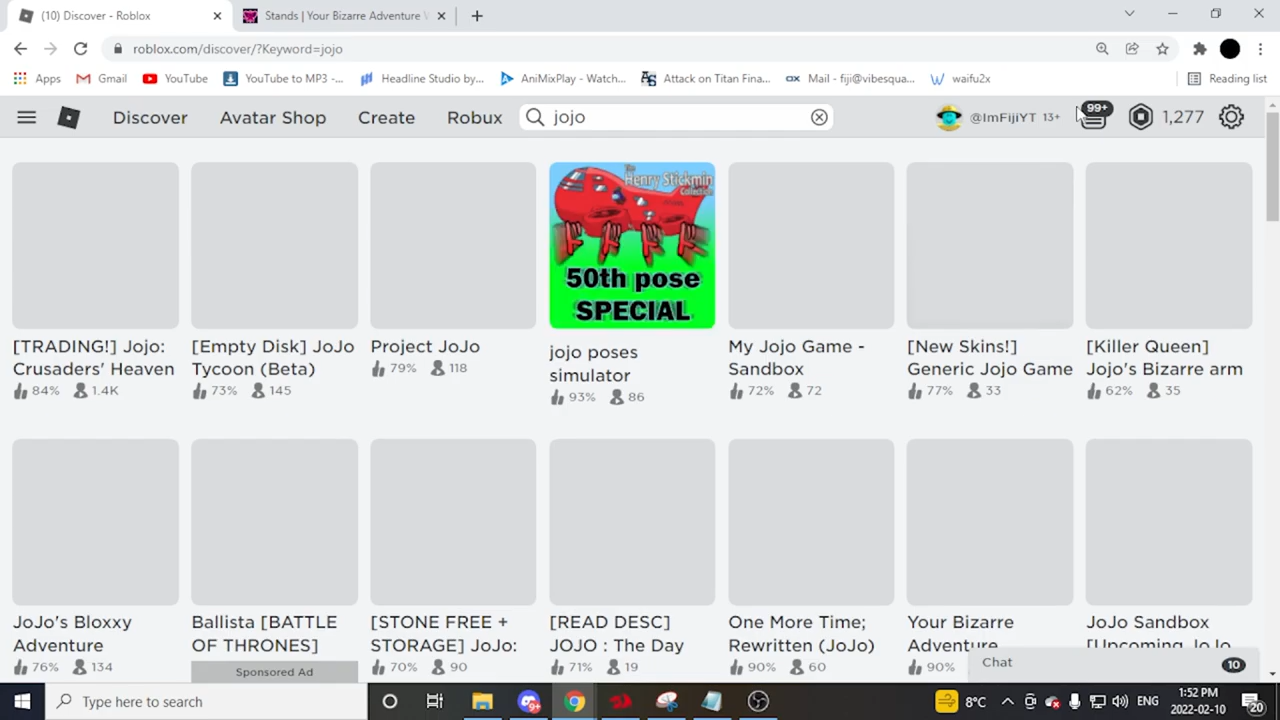 (10) Discover - Roblox
Stands | Your Bizarre Adventure W
roblox.com/discover/?Keyword=jojo
Apps
Gmail
YouTube
YouTube to MP3 -...
Headline Studio by...
AniMixPlay - Watch...
Attack on Titan Fina...
Mail - fiji@vibesqua...
waifu2x
Reading list
Discover
Avatar Shop
Create
Robux
jojo
@ImFijiYT 13+
99+
1,277
The Henry Stickmin
Collection
50th pose
SPECIAL
[TRADING!] Jojo:
Crusaders' Heaven
84% 1.4K
[Empty Disk] JoJo
Tycoon (Beta)
73% 145
Project JoJo
79% 118
jojo poses
simulator
93% 86
My Jojo Game -
Sandbox
72% 72
[New Skins!]
Generic Jojo Game
77% 33
[Killer Queen]
Jojo's Bizarre arm
62% 35
JoJo's Bloxxy
Adventure
76% 134
Ballista [BATTLE
OF THRONES]
Sponsored Ad
[STONE FREE +
STORAGE] JoJo:
70% 90
[READ DESC]
JOJO : The Day
71% 19
One More Time;
Rewritten (JoJo)
90% 60
Your Bizarre
Adventure
90%
JoJo Sandbox
[Upcoming JoJo
Chat
10
Type here to search
8°C
ENG
1:52 PM
2022-02-10
20